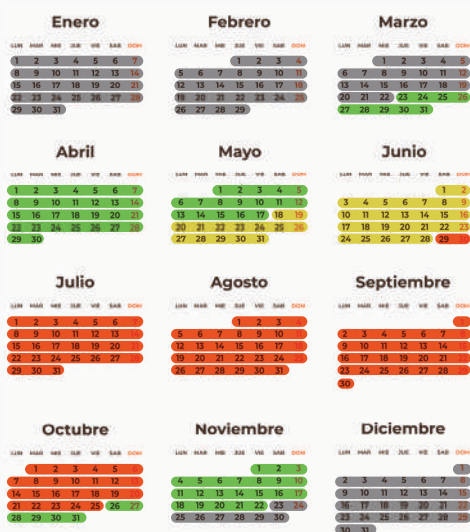 Enero
LUN MAR MIE JUE VIE SAB DOM
1 2 3 4 5 6 7
8 9 10 11 12 13 14
15 16 17 18 19 20 21
22 23 24 25 26 27 28
29 30 31
Febrero
LUN MAR MIE JUE VIE SAB DOM
1 2 3 4
5 6 7 8 9 10 11
12 13 14 15 16 17 18
19 20 21 22 23 24 25
26 27 28 29
Marzo
LUN MAR MIE JUE VIE SAB DOM
1 2 3 4 5
6 7 8 9 10 11 12
13 14 15 16 17 18 19
20 21 22 23 24 25 26
27 28 29 30 31
Abril
LUN MAR MIE JUE VIE SAB DOM
1 2 3 4 5 6 7
8 9 10 11 12 13 14
15 16 17 18 19 20 21
22 23 24 25 26 27 28
29 30
Mayo
LUN MAR MIE JUE VIE SAB DOM
1 2 3 4 5
6 7 8 9 10 11 12
13 14 15 16 17 18 19
20 21 22 23 24 25 26
27 28 29 30 31
Junio
LUN MAR MIE JUE VIE SAB DOM
1 2
3 4 5 6 7 8 9
10 11 12 13 14 15 16
17 18 19 20 21 22 23
24 25 26 27 28 29 30
Julio
LUN MAR MIE JUE VIE SAB DOM
1 2 3 4 5 6 7
8 9 10 11 12 13 14
15 16 17 18 19 20 21
22 23 24 25 26 27 28
29 30 31
Agosto
LUN MAR MIE JUE VIE SAB DOM
1 2 3 4
5 6 7 8 9 10 11
12 13 14 15 16 17 18
19 20 21 22 23 24 25
26 27 28 29 30 31
Septiembre
LUN MAR MIE JUE VIE SAB DOM
1
2 3 4 5 6 7 8
9 10 11 12 13 14 15
16 17 18 19 20 21 22
23 24 25 26 27 28 29
30
Octubre
LUN MAR MIE JUE VIE SAB DOM
1 2 3 4 5 6
7 8 9 10 11 12 13
14 15 16 17 18 19 20
21 22 23 24 25 26 27
28 29 30 31
Noviembre
LUN MAR MIE JUE VIE SAB DOM
1 2 3
4 5 6 7 8 9 10
11 12 13 14 15 16 17
18 19 20 21 22 23 24
25 26 27 28 29 30
Diciembre
LUN MAR MIE JUE VIE SAB DOM
1
2 3 4 5 6 7 8
9 10 11 12 13 14 15
16 17 18 19 20 21 22
23 24 25 26 27 28 29
30 31